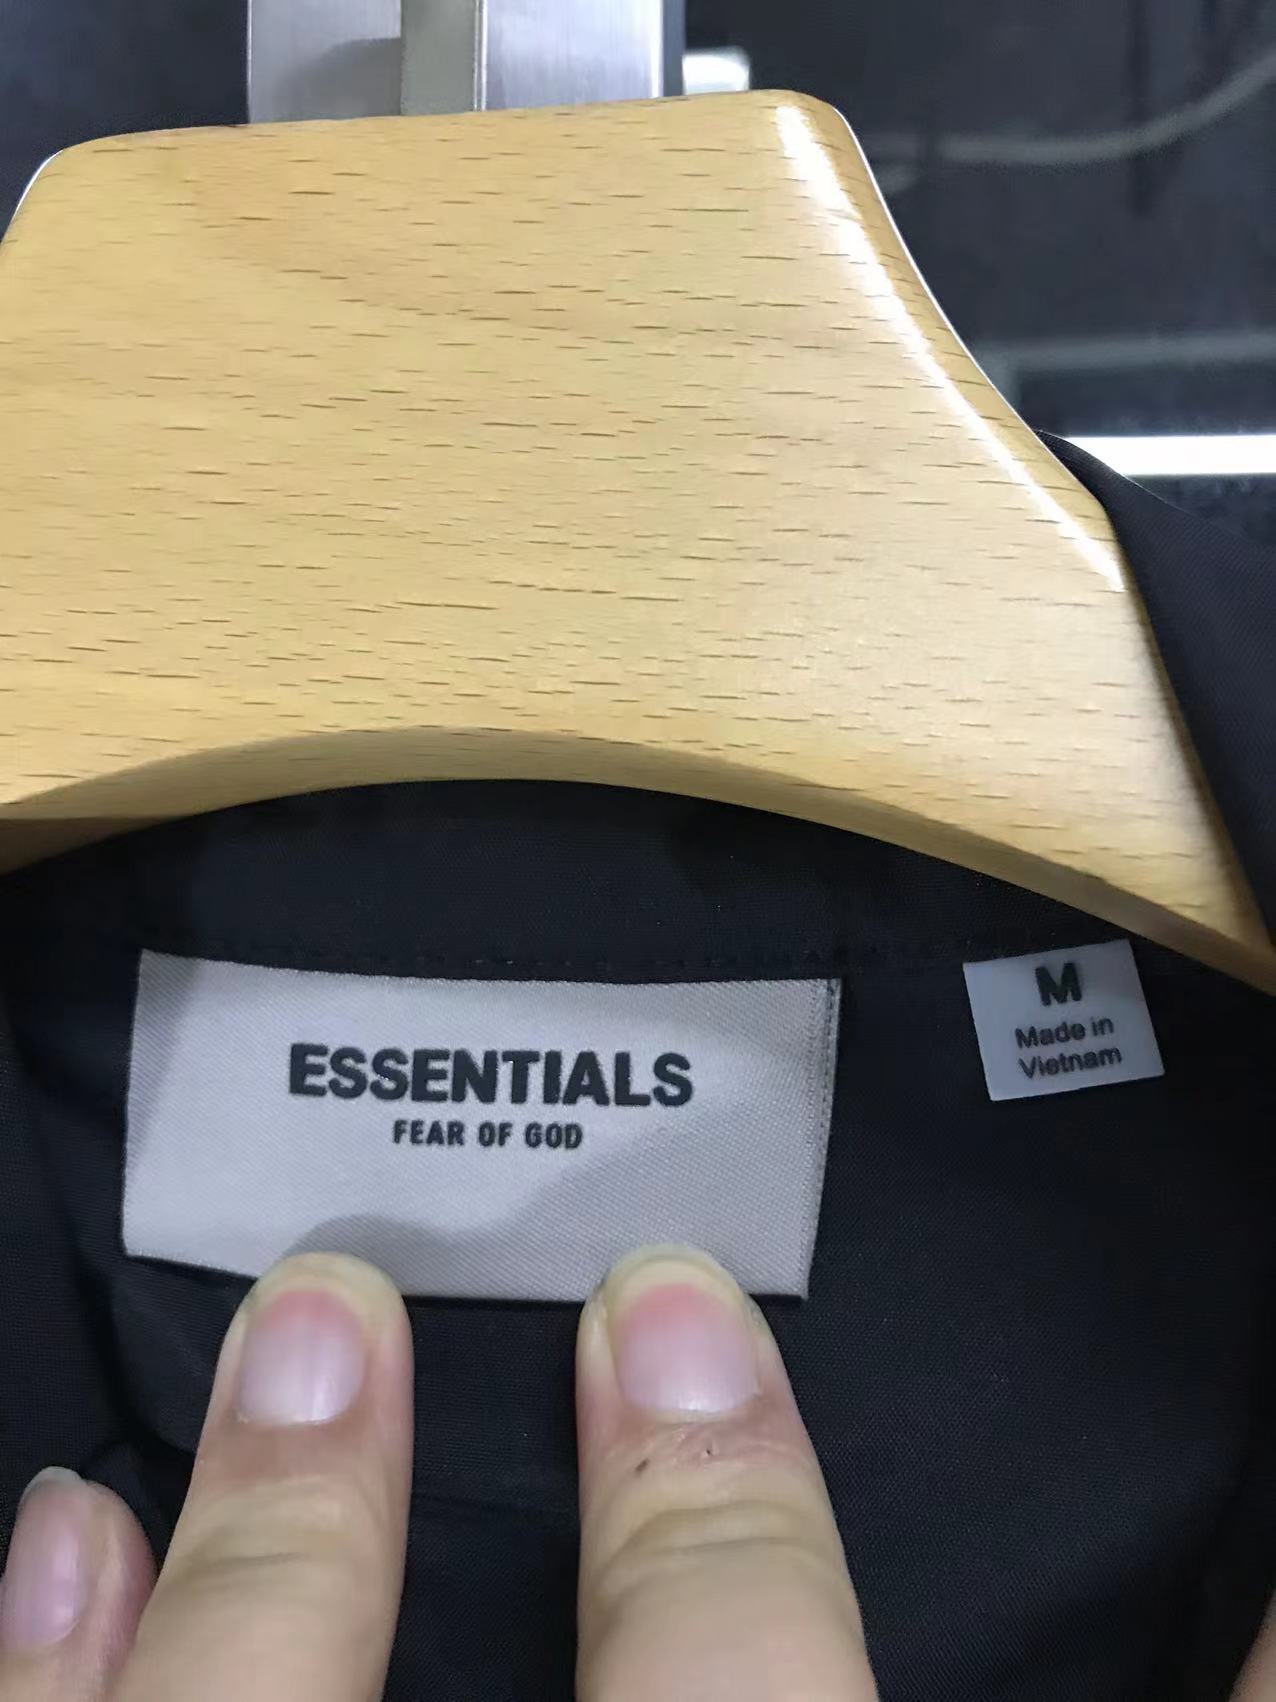 ESSENTIALS
FEAR OF GOD
M
Made in
Vietnam